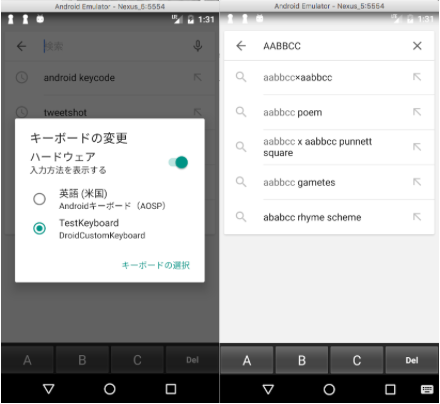 Android Emulator - Nexus_5:5554
1:31
検索
android keycode
tweetshot
キーボードの変更
ハードウェア
入力方法を表示する
英語 (米国)
Androidキーボード（AOSP）
TestKeyboard
DroidCustomKeyboard
キーボードの選択
A B C Del
Android Emulator - Nexus_5:5554
1:31
AABBCC
aabbcc×aabbcc
aabbcc poem
aabbcc x aabbcc punnett
square
aabbcc gametes
ababcc rhyme scheme
A B C Del